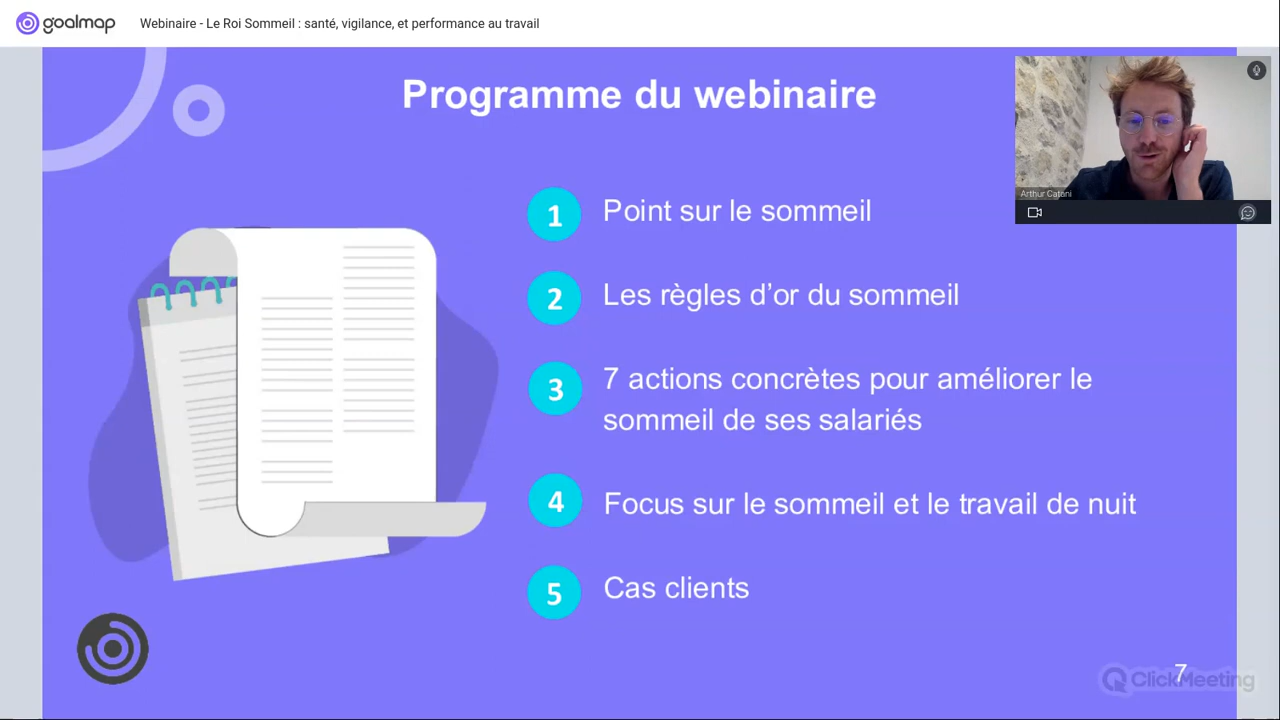 goalmap
Webinaire - Le Roi Sommeil : santé, vigilance, et performance au travail
Programme du webinaire
Arthur Catani
1 Point sur le sommeil
2 Les règles d’or du sommeil
3 7 actions concrètes pour améliorer le
sommeil de ses salariés
4 Focus sur le sommeil et le travail de nuit
5 Cas clients
7
ClickMeeting